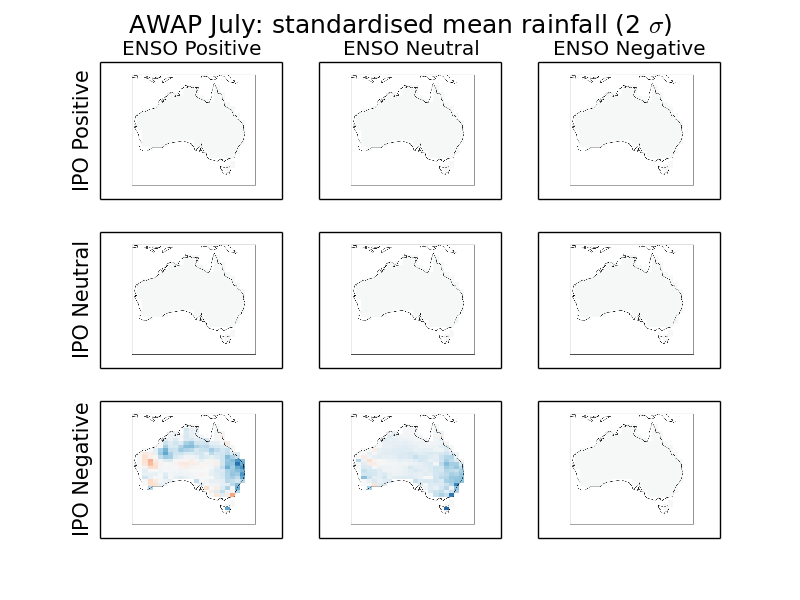 AWAP July: standardised mean rainfall (2 σ)
ENSO Positive
ENSO Neutral
ENSO Negative
IPO Positive
IPO Neutral
IPO Negative